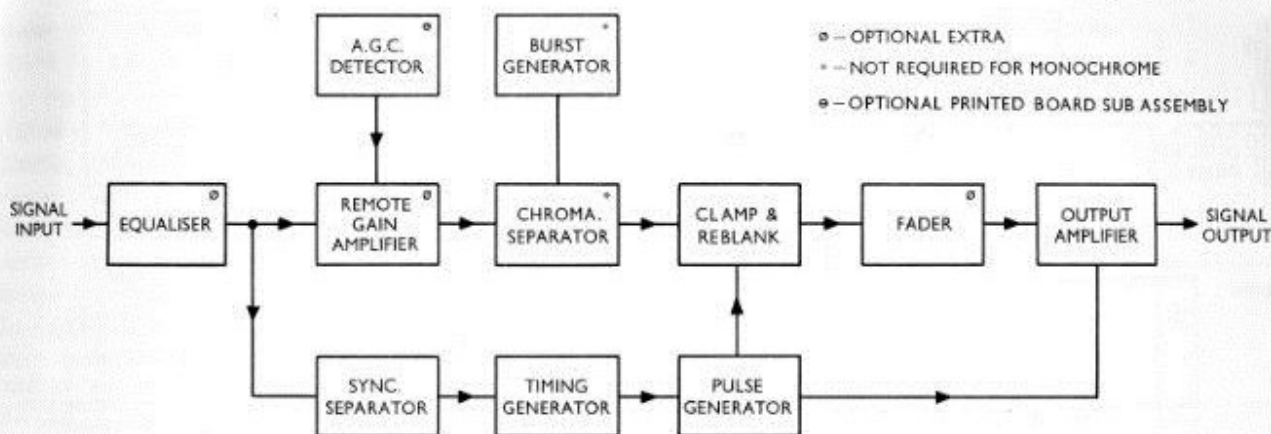 A.G.C.
DETECTOR
ø
BURST
GENERATOR
*
ø – OPTIONAL EXTRA
* – NOT REQUIRED FOR MONOCHROME
ɵ – OPTIONAL PRINTED BOARD SUB ASSEMBLY
SIGNAL
INPUT
EQUALISER
ø
REMOTE
GAIN
AMPLIFIER
ø
CHROMA.
SEPARATOR
*
CLAMP &
REBLANK
FADER
ø
OUTPUT
AMPLIFIER
SIGNAL
OUTPUT
SYNC.
SEPARATOR
TIMING
GENERATOR
PULSE
GENERATOR